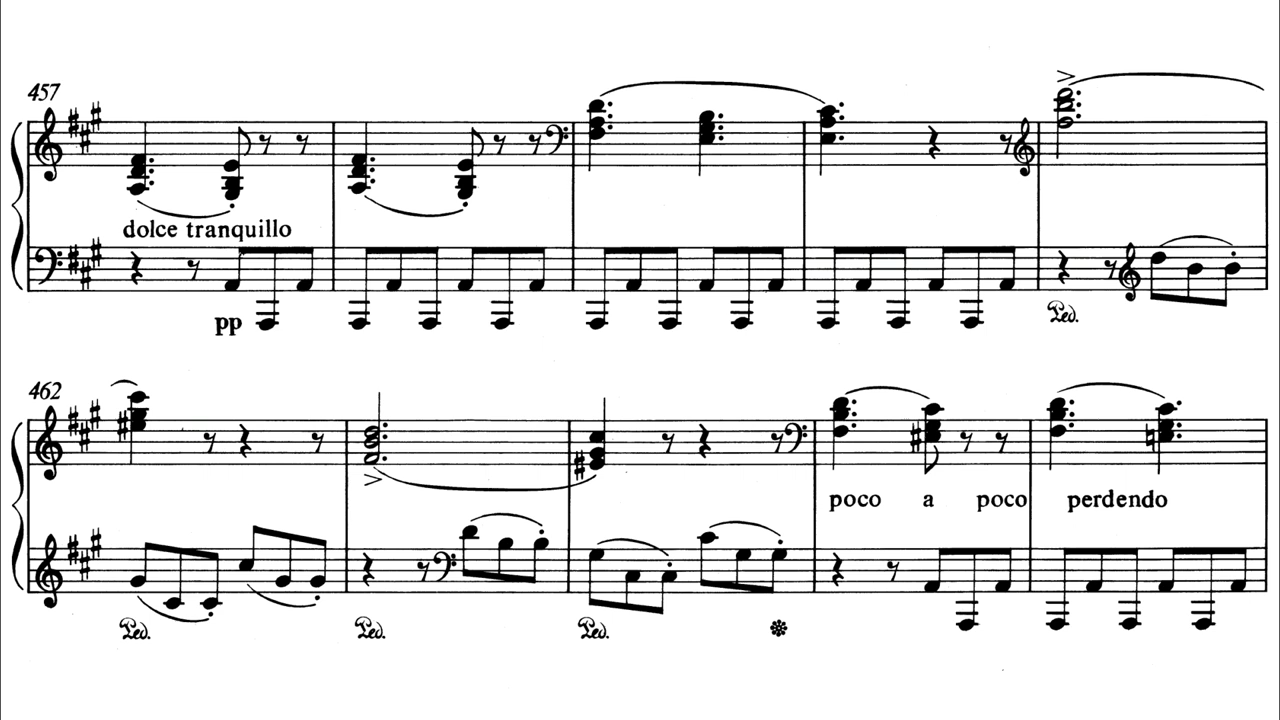 457
dolce tranquillo
pp
Ped.
462
poco a poco perdendo
Ped. Ped. Ped.